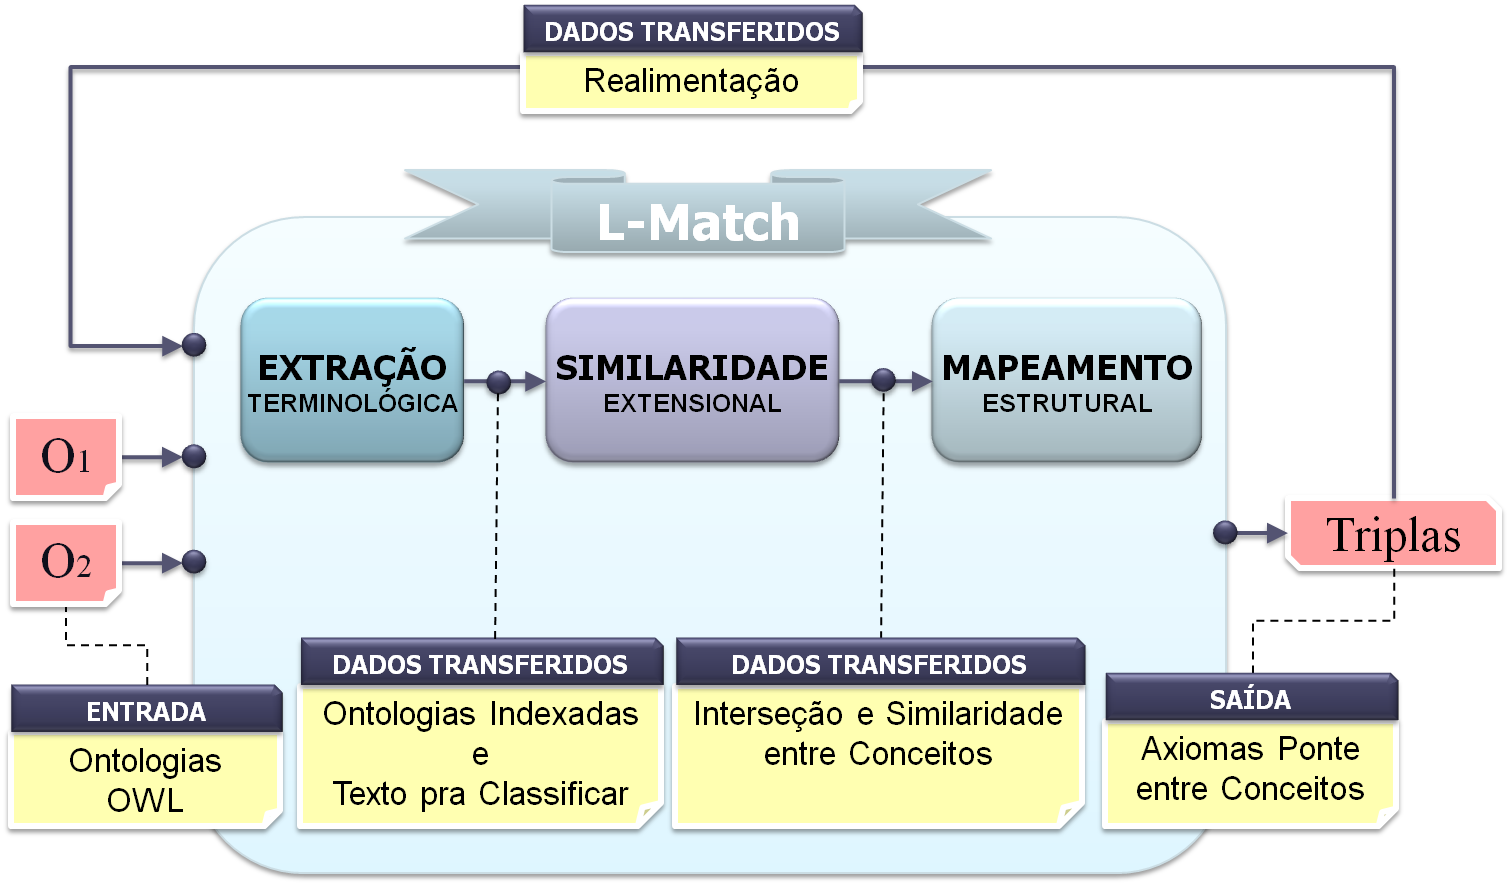 DADOS TRANSFERIDOS
Realimentação
L-Match
EXTRAÇÃO
TERMINOLÓGICA
SIMILARIDADE
EXTENSIONAL
MAPEAMENTO
ESTRUTURAL
O1
O2
Triplas
ENTRADA
Ontologias
OWL
DADOS TRANSFERIDOS
Ontologias Indexadas
e
Texto pra Classificar
DADOS TRANSFERIDOS
Interseção e Similaridade
entre Conceitos
SAÍDA
Axiomas Ponte
entre Conceitos